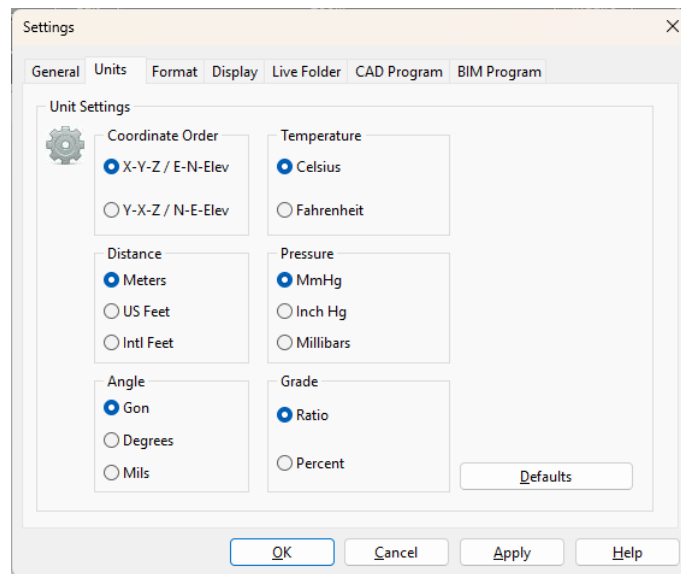 Settings
General Units Format Display Live Folder CAD Program BIM Program
Unit Settings
Coordinate Order
X-Y-Z / E-N-Elev
Y-X-Z / N-E-Elev
Temperature
Celsius
Fahrenheit
Distance
Meters
US Feet
Intl Feet
Pressure
MmHg
Inch Hg
Millibars
Angle
Gon
Degrees
Mils
Grade
Ratio
Percent
Defaults
OK Cancel Apply Help